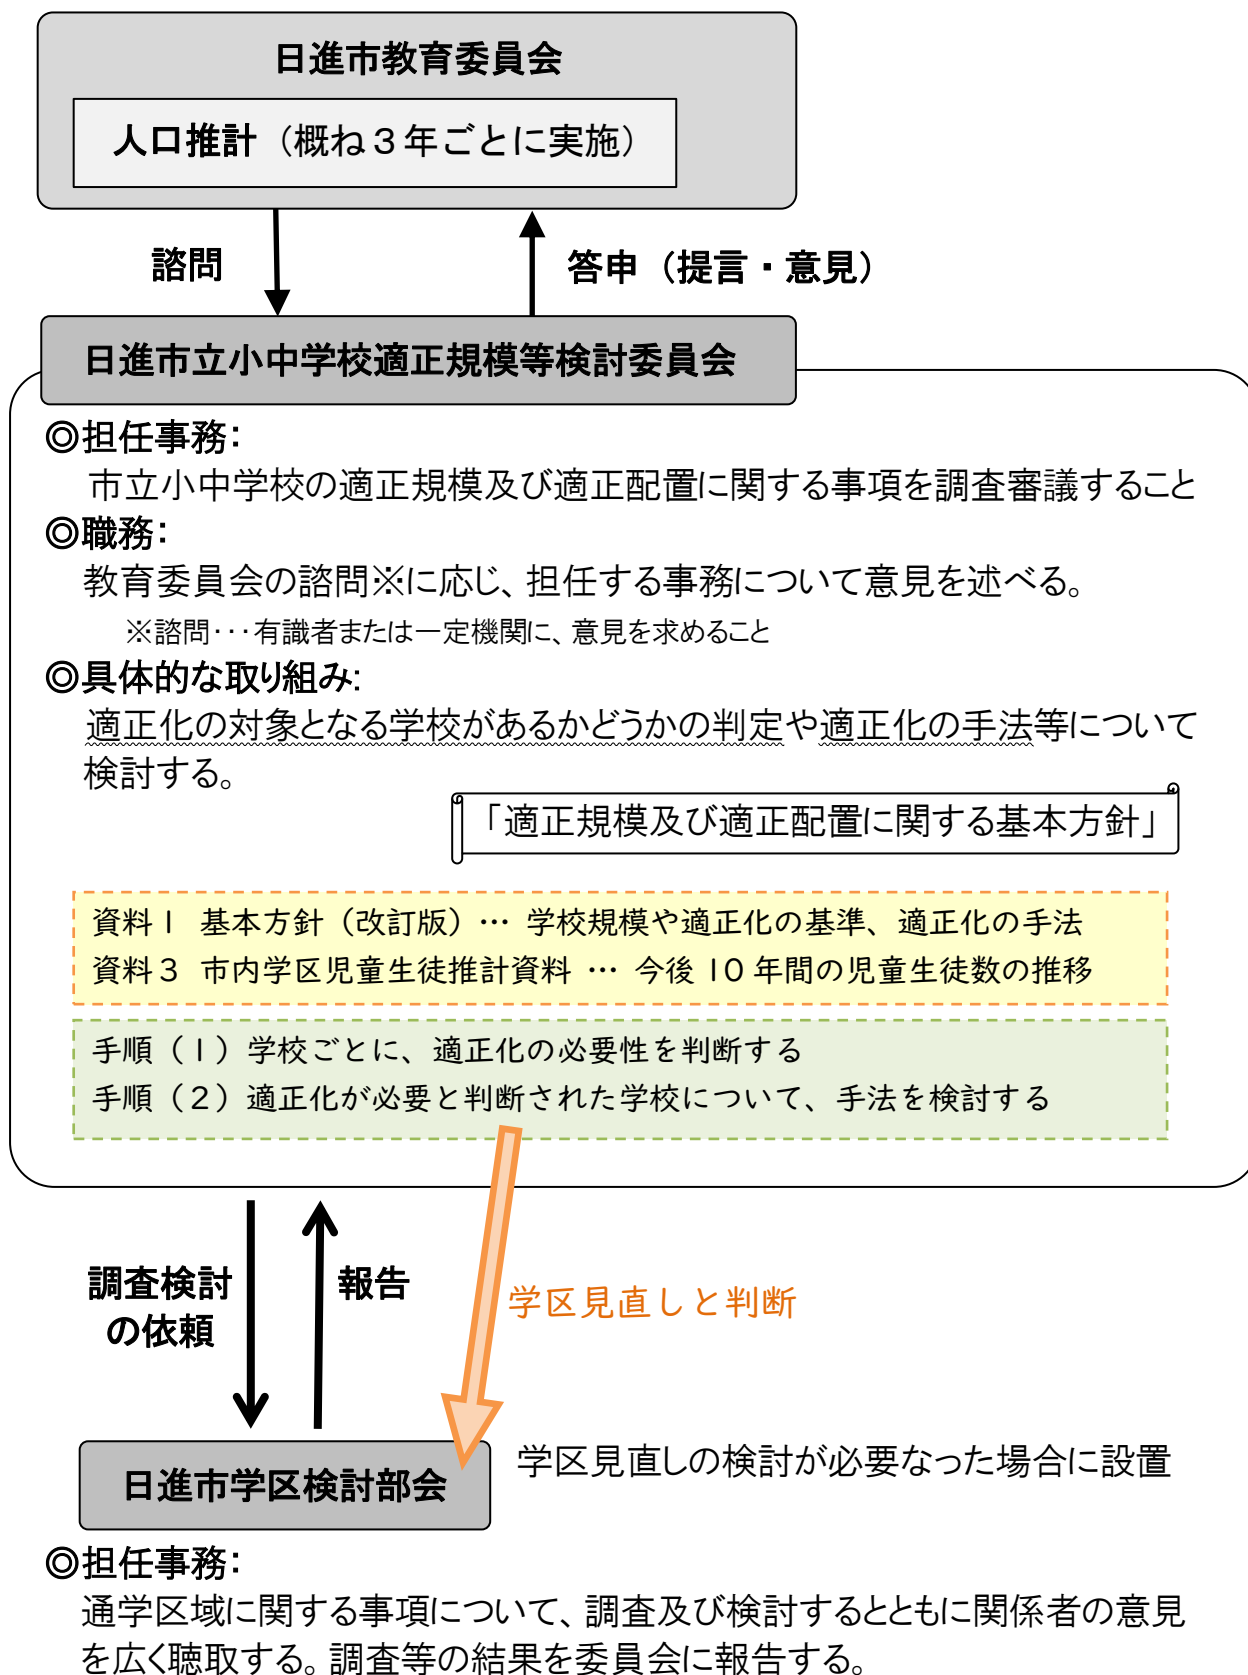 日進市教育委員会
人口推計（概ね３年ごとに実施）
諮問
答申（提言・意見）
日進市立小中学校適正規模等検討委員会
◎担任事務：
市立小中学校の適正規模及び適正配置に関する事項を調査審議すること
◎職務：
教育委員会の諮問※に応じ、担任する事務について意見を述べる。
※諮問・・・有識者または一定機関に、意見を求めること
◎具体的な取り組み：
適正化の対象となる学校があるかどうかの判定や適正化の手法等について
検討する。
「適正規模及び適正配置に関する基本方針」
資料１　基本方針（改訂版）…　学校規模や適正化の基準、適正化の手法
資料３　市内学区児童生徒推計資料　…　今後１０年間の児童生徒数の推移
手順（１）学校ごとに、適正化の必要性を判断する
手順（２）適正化が必要と判断された学校について、手法を検討する
調査検討
の依頼
報告
学区見直しと判断
日進市学区検討部会
学区見直しの検討が必要なった場合に設置
◎担任事務：
通学区域に関する事項について、調査及び検討するとともに関係者の意見
を広く聴取する。調査等の結果を委員会に報告する。